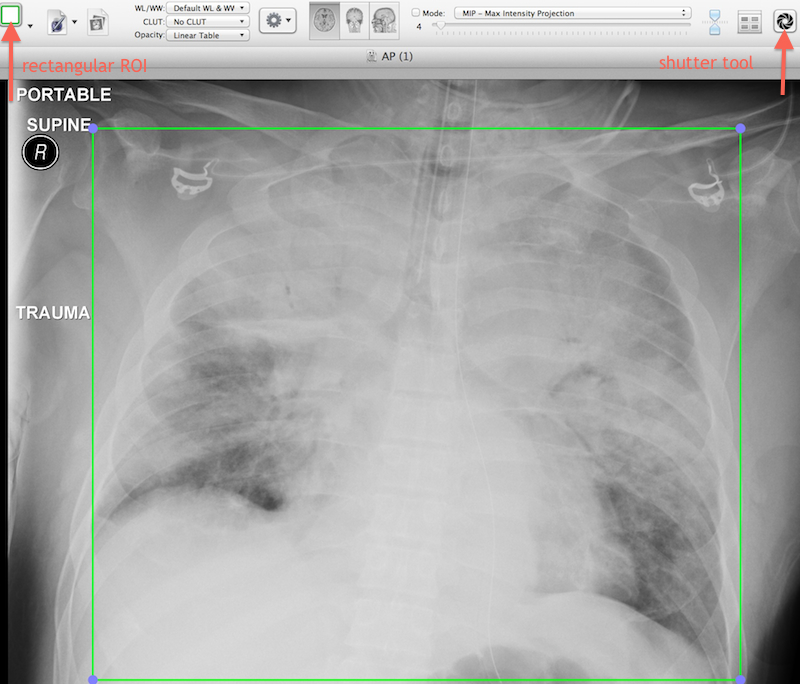 WL/WW: Default WL & WW
CLUT: No CLUT
Opacity: Linear Table
Mode: MIP - Max Intensity Projection
4
rectangular ROI
AP (1)
shutter tool
PORTABLE
SUPINE
R
TRAUMA